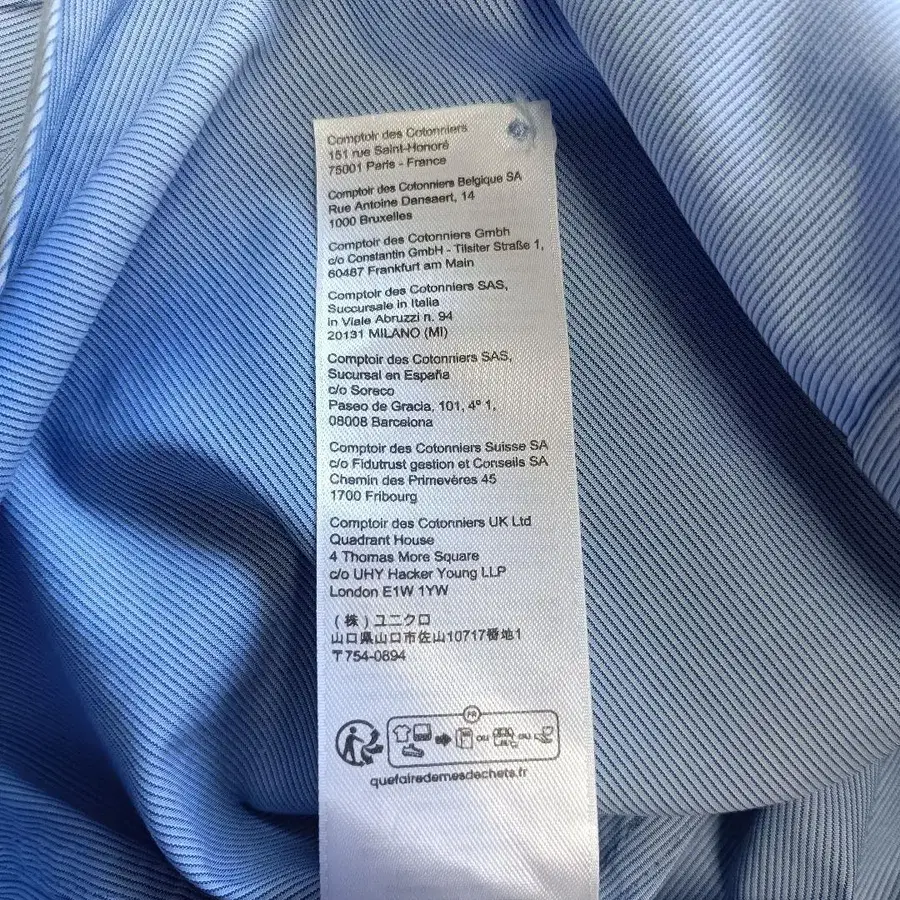 Comptoir des Cotonniers
151 rue Saint-Honoré
75001 Paris - France
Comptoir des Cotonniers Belgique SA
Rue Antoine Dansaert, 14
1000 Bruxelles
Comptoir des Cotonniers Gmbh
c/o Constantin GmbH - Tilsiter Straße 1,
60487 Frankfurt am Main
Comptoir des Cotonniers SAS,
Succursale in Italia
in Viale Abruzzi n. 94
20131 MILANO (MI)
Comptoir des Cotonniers SAS,
Sucursal en España
c/o Soreco
Paseo de Gracia, 101, 4º 1,
08008 Barcelona
Comptoir des Cotonniers Suisse SA
c/o Fidutrust gestion et Conseils SA
Chemin des Primevères 45
1700 Fribourg
Comptoir des Cotonniers UK Ltd
Quadrant House
4 Thomas More Square
c/o UHY Hacker Young LLP
London E1W 1YW
(株)ユニクロ
山口県山口市佐山10717番地1
〒754-0894
FR
ou ou
quefairedemesdechets.fr